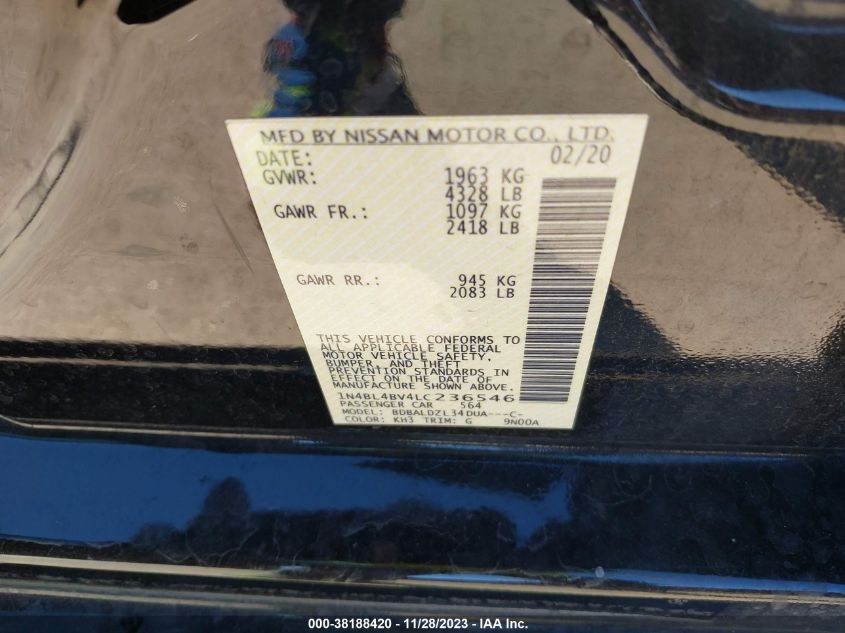 MFD BY NISSAN MOTOR CO., LTD.
DATE: 02/20
GVWR: 1963 KG
4328 LB
GAWR FR.: 1097 KG
2418 LB
GAWR RR.: 945 KG
2083 LB
THIS VEHICLE CONFORMS TO
ALL APPLICABLE FEDERAL
MOTOR VEHICLE SAFETY,
BUMPER, AND THEFT
PREVENTION STANDARDS IN
EFFECT ON THE DATE OF
MANUFACTURE SHOWN ABOVE.
1N4BL4BV4LC236546
PASSENGER CAR 564
MODEL: BDBALDZL34DUA---C-
COLOR: KH3 TRIM: G 9N00A
000-38188420 - 11/28/2023 - IAA Inc.